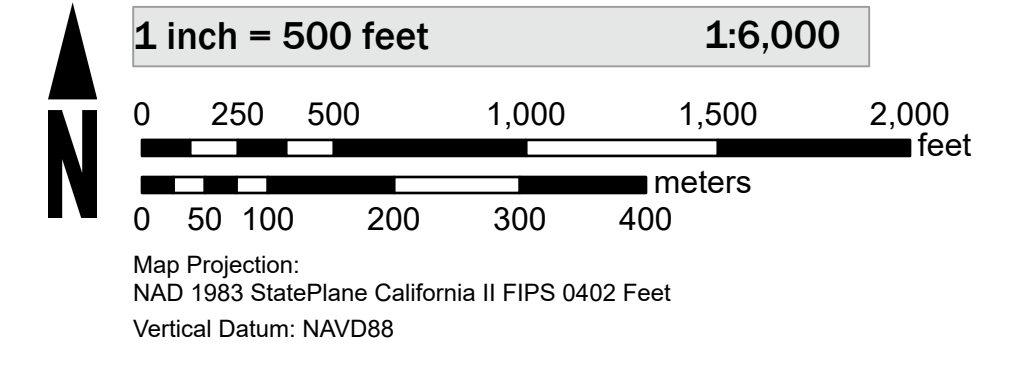 1 inch = 500 feet 1:6,000
N
0 250 500 1,000 1,500 2,000
feet
meters
0 50 100 200 300 400
Map Projection:
NAD 1983 StatePlane California II FIPS 0402 Feet
Vertical Datum: NAVD88